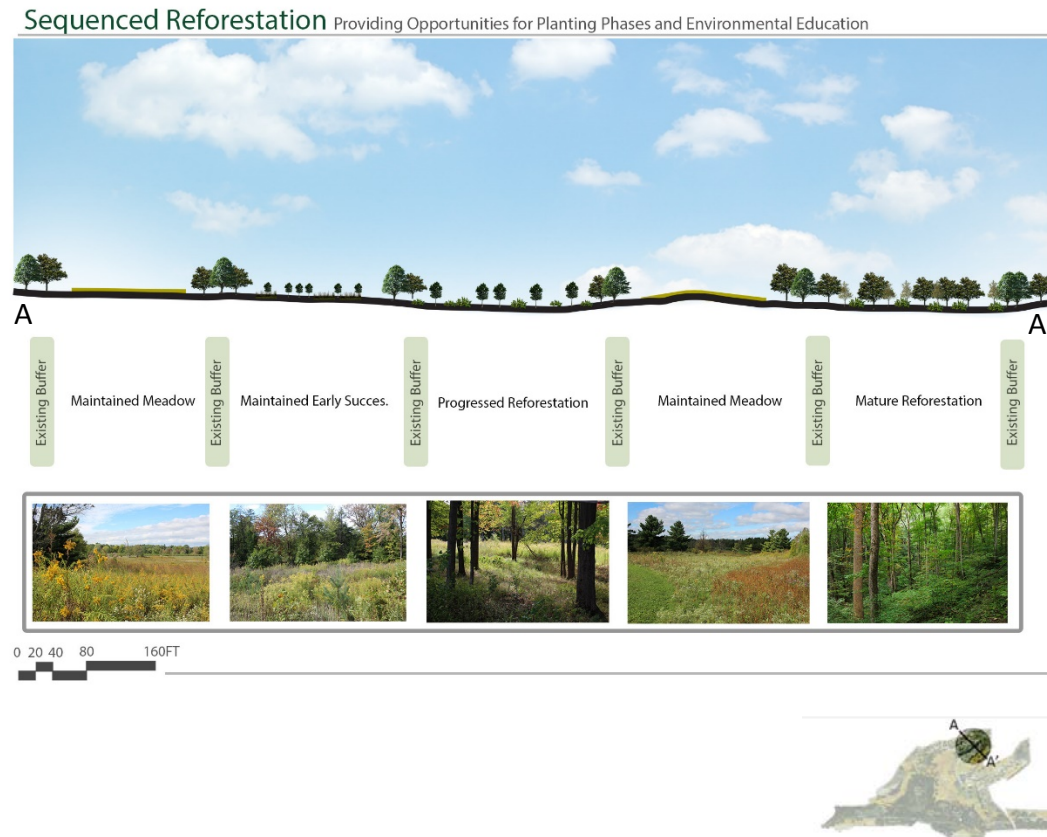 Sequenced Reforestation Providing Opportunities for Planting Phases and Environmental Education
A
A
Existing Buffer
Maintained Meadow
Existing Buffer
Maintained Early Succes.
Existing Buffer
Progressed Reforestation
Existing Buffer
Maintained Meadow
Existing Buffer
Mature Reforestation
Existing Buffer
0 20 40 80 160FT
A
A'